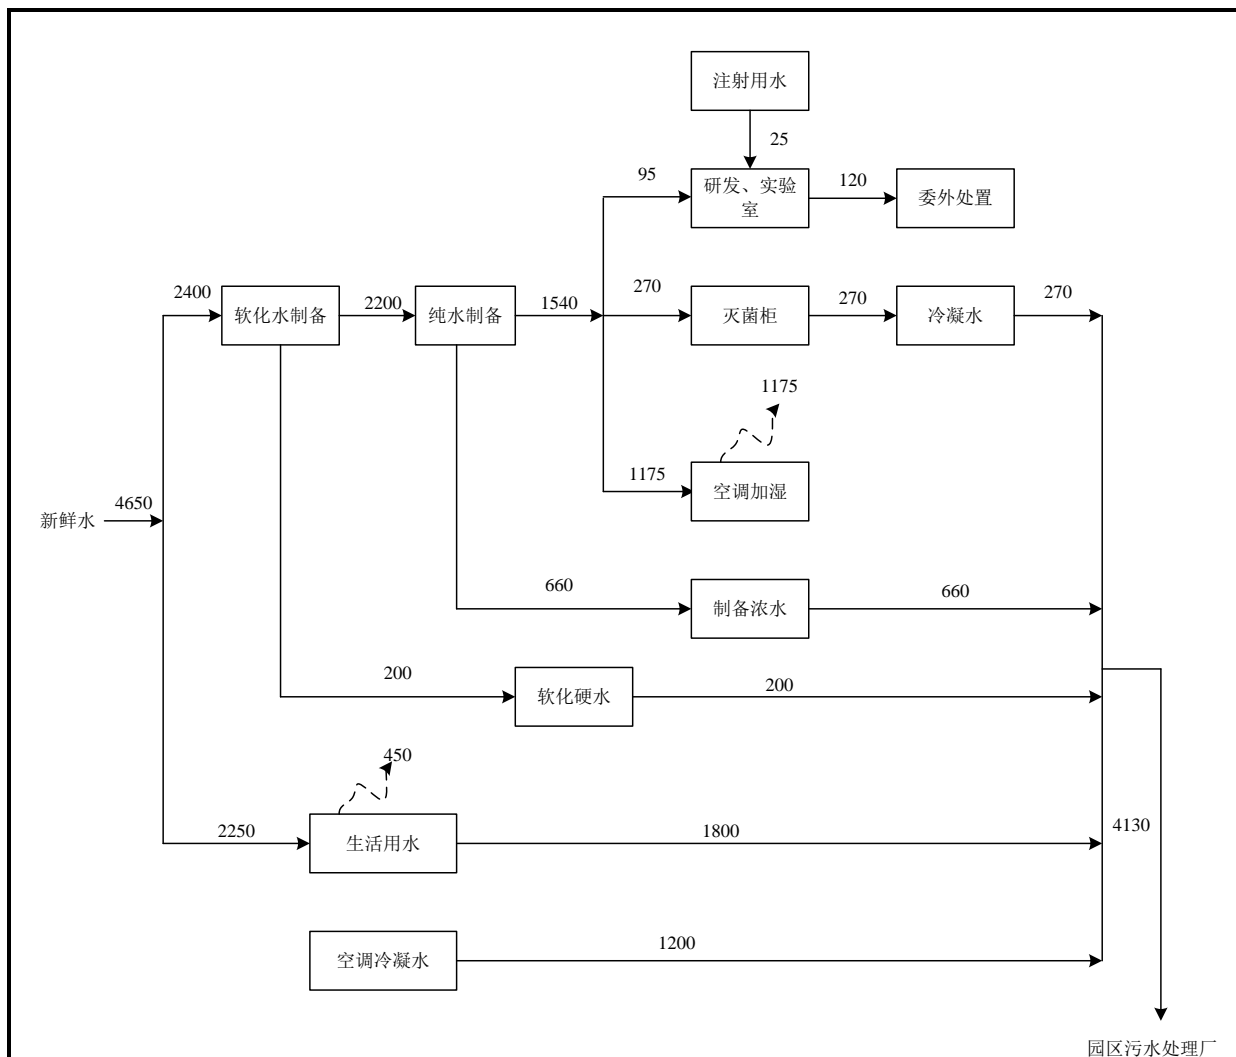 注射用水
25
95
研发、实验
室
120
委外处置
2400
软化水制备
2200
纯水制备
1540
270
灭菌柜
270
冷凝水
270
1175
1175
空调加湿
4650
新鲜水
660
制备浓水
660
200
软化硬水
200
450
2250
生活用水
1800
4130
空调冷凝水
1200
园区污水处理厂